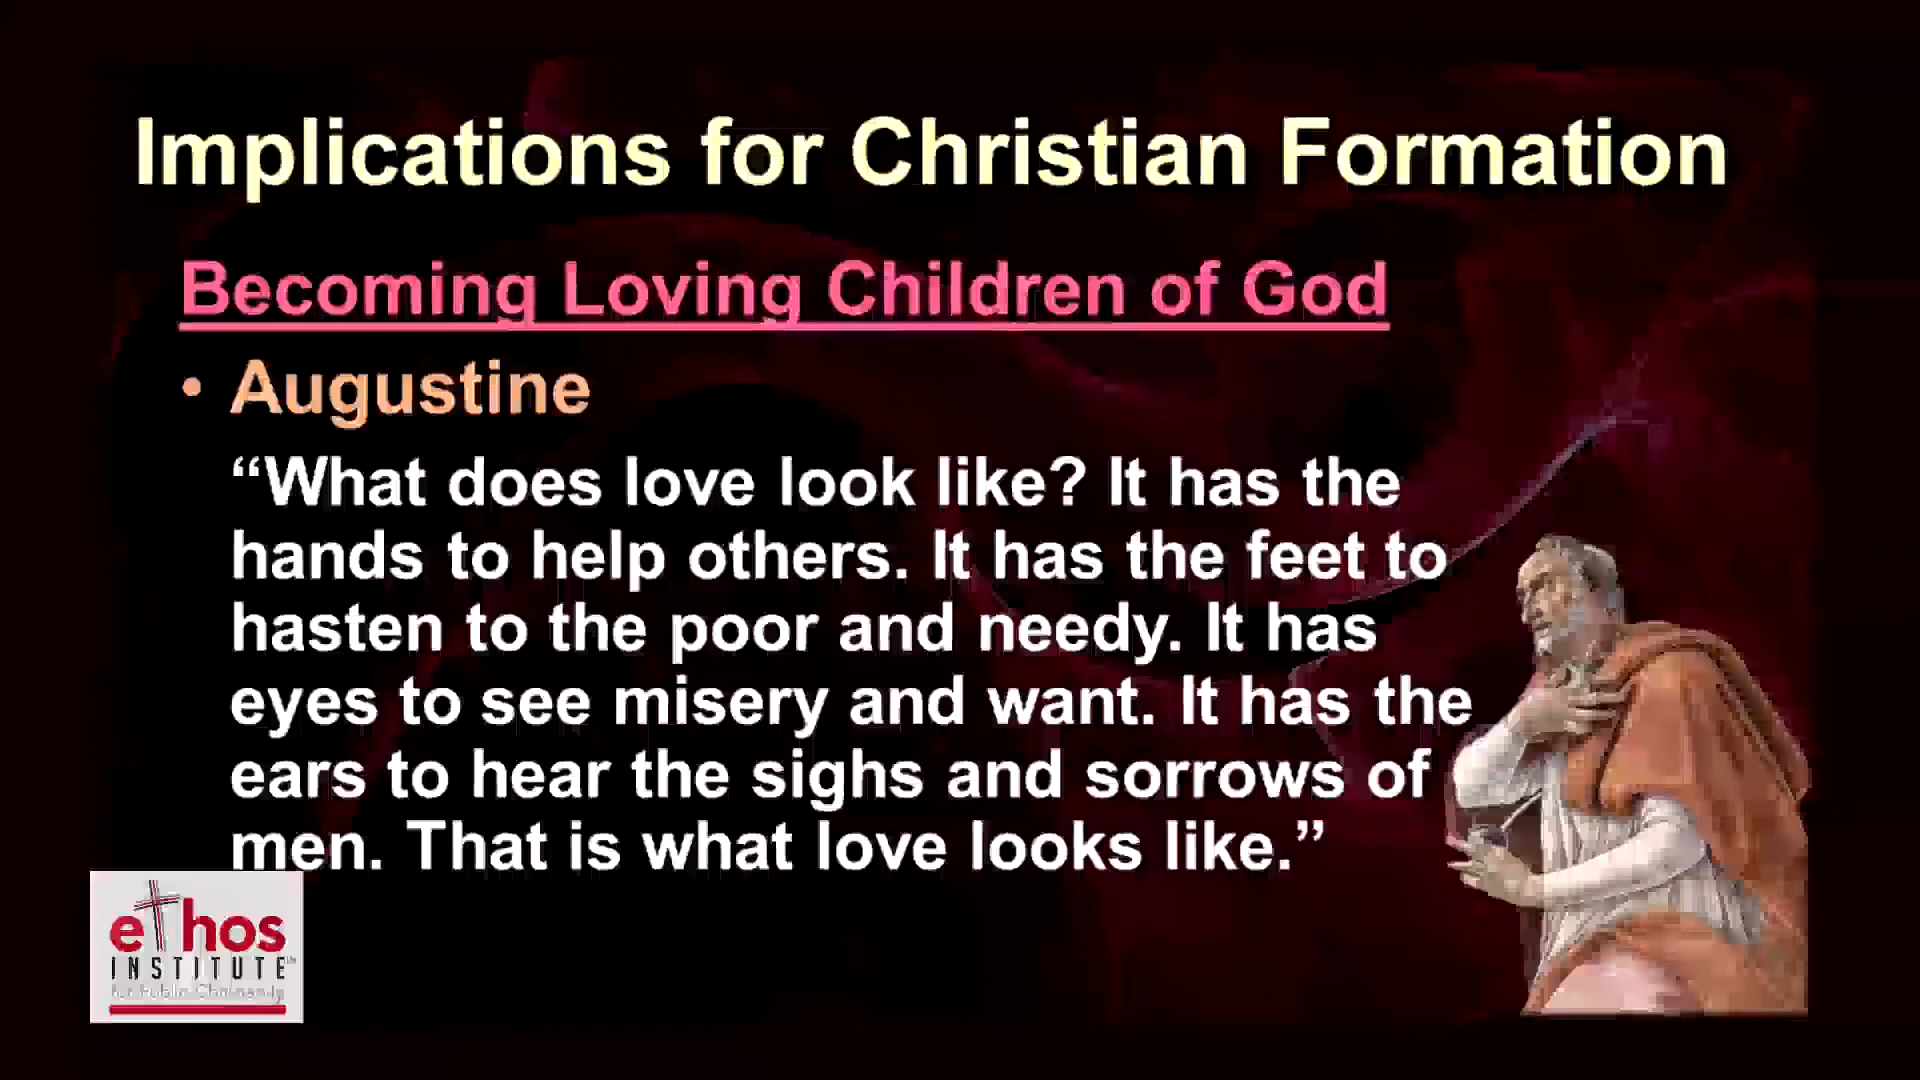 Implications for Christian Formation
Becoming Loving Children of God
• Augustine
“What does love look like? It has the
hands to help others. It has the feet to
hasten to the poor and needy. It has
eyes to see misery and want. It has the
ears to hear the sighs and sorrows of
men. That is what love looks like.”
ethos
INSTITUTE
for Public Christianity